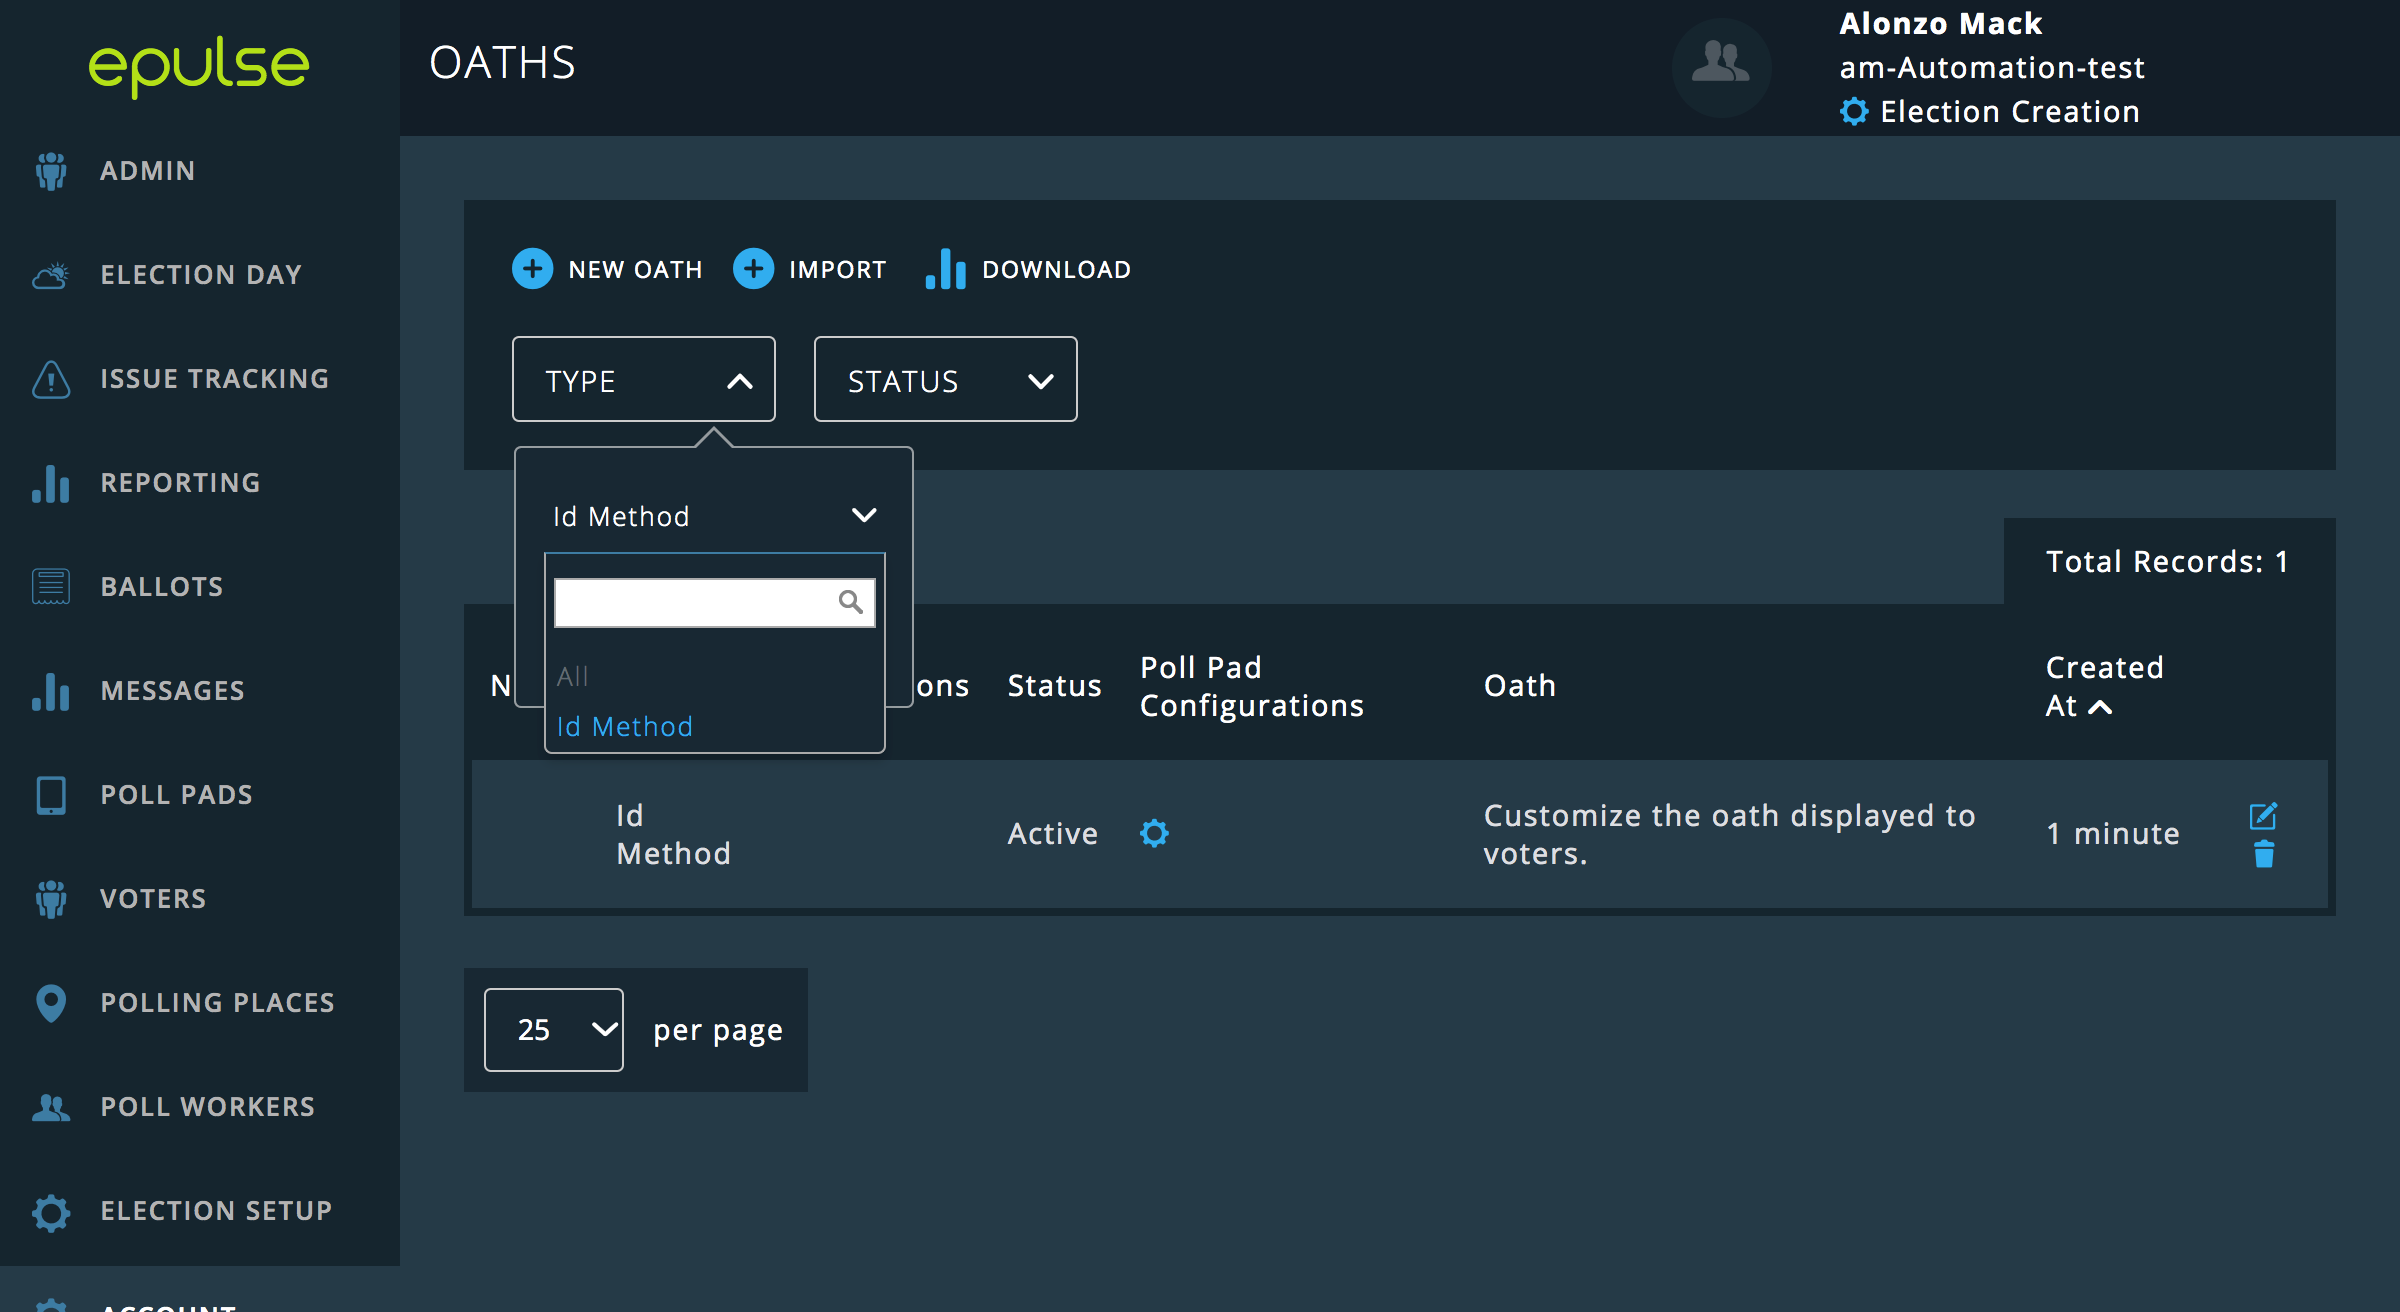 epulse
OATHS
Alonzo Mack
am-Automation-test
Election Creation
ADMIN
ELECTION DAY
ISSUE TRACKING
REPORTING
BALLOTS
MESSAGES
POLL PADS
VOTERS
POLLING PLACES
POLL WORKERS
ELECTION SETUP
ACCOUNT
NEW OATH
IMPORT
DOWNLOAD
TYPE
STATUS
Id Method
All
Id Method
Total Records: 1
N
ons
Status
Poll Pad
Configurations
Oath
Created
At
Id
Method
Active
Customize the oath displayed to
voters.
1 minute
25
per page